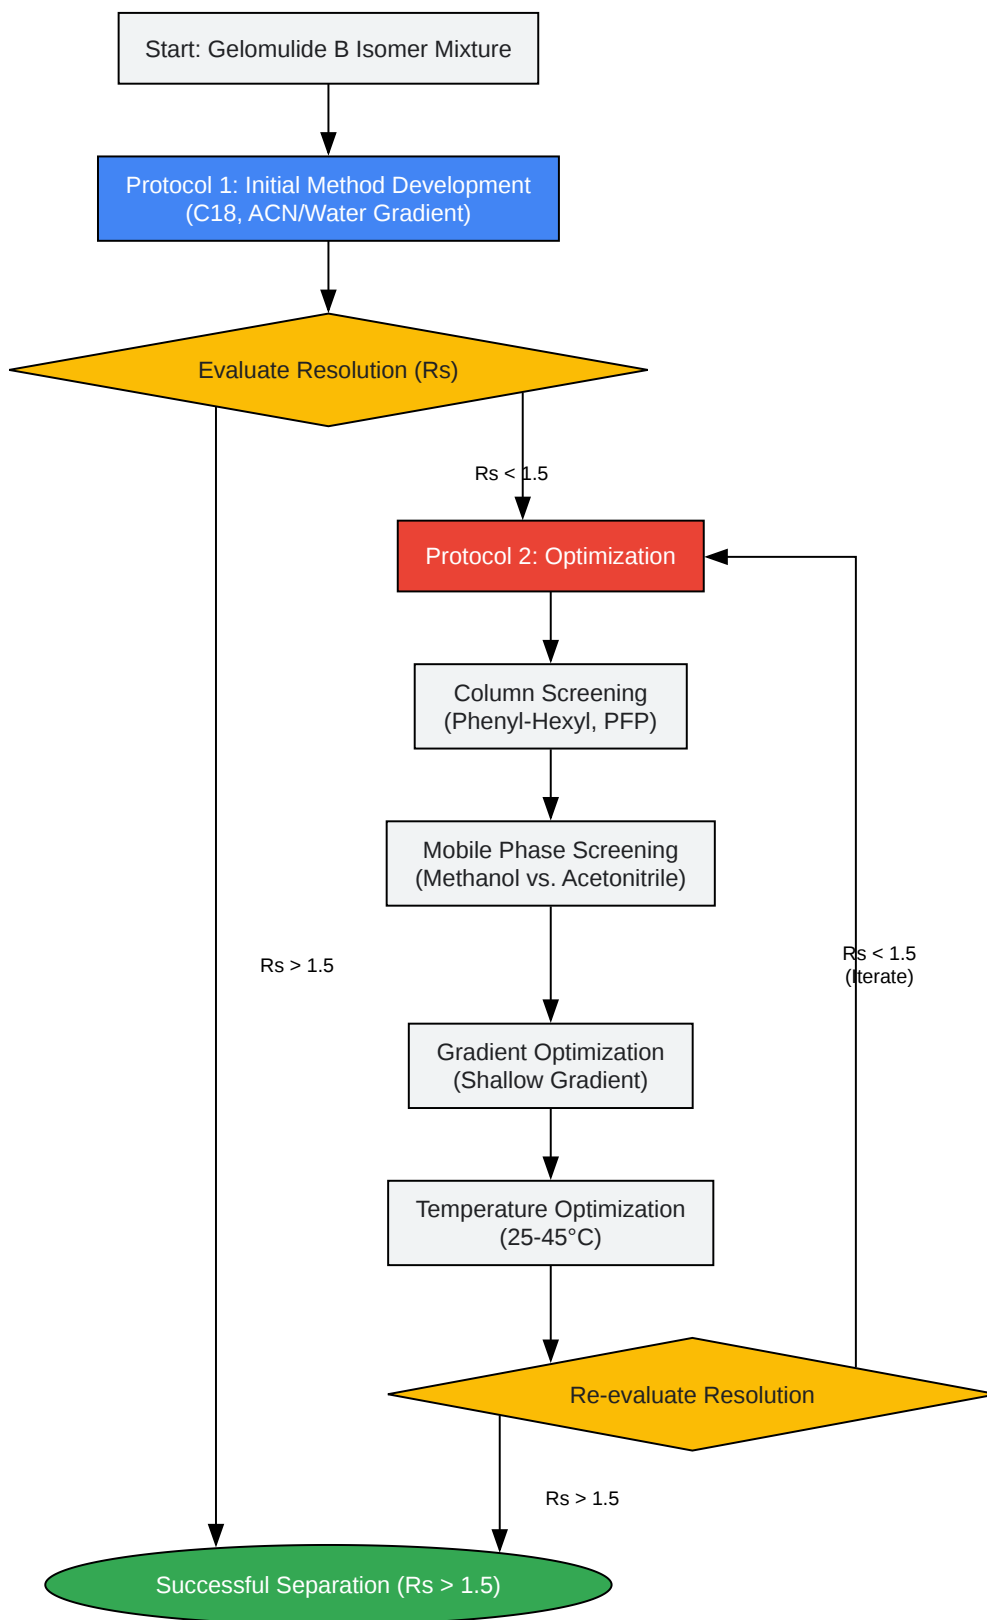 Start: Gelomulide B Isomer Mixture
Protocol 1: Initial Method Development
(C18, ACN/Water Gradient)
Evaluate Resolution (Rs)
Rs < 1.5
Protocol 2: Optimization
Column Screening
(Phenyl-Hexyl, PFP)
Mobile Phase Screening
(Methanol vs. Acetonitrile)
Rs > 1.5
Rs < 1.5
(Iterate)
Gradient Optimization
(Shallow Gradient)
Temperature Optimization
(25-45°C)
Re-evaluate Resolution
Rs > 1.5
Successful Separation (Rs > 1.5)